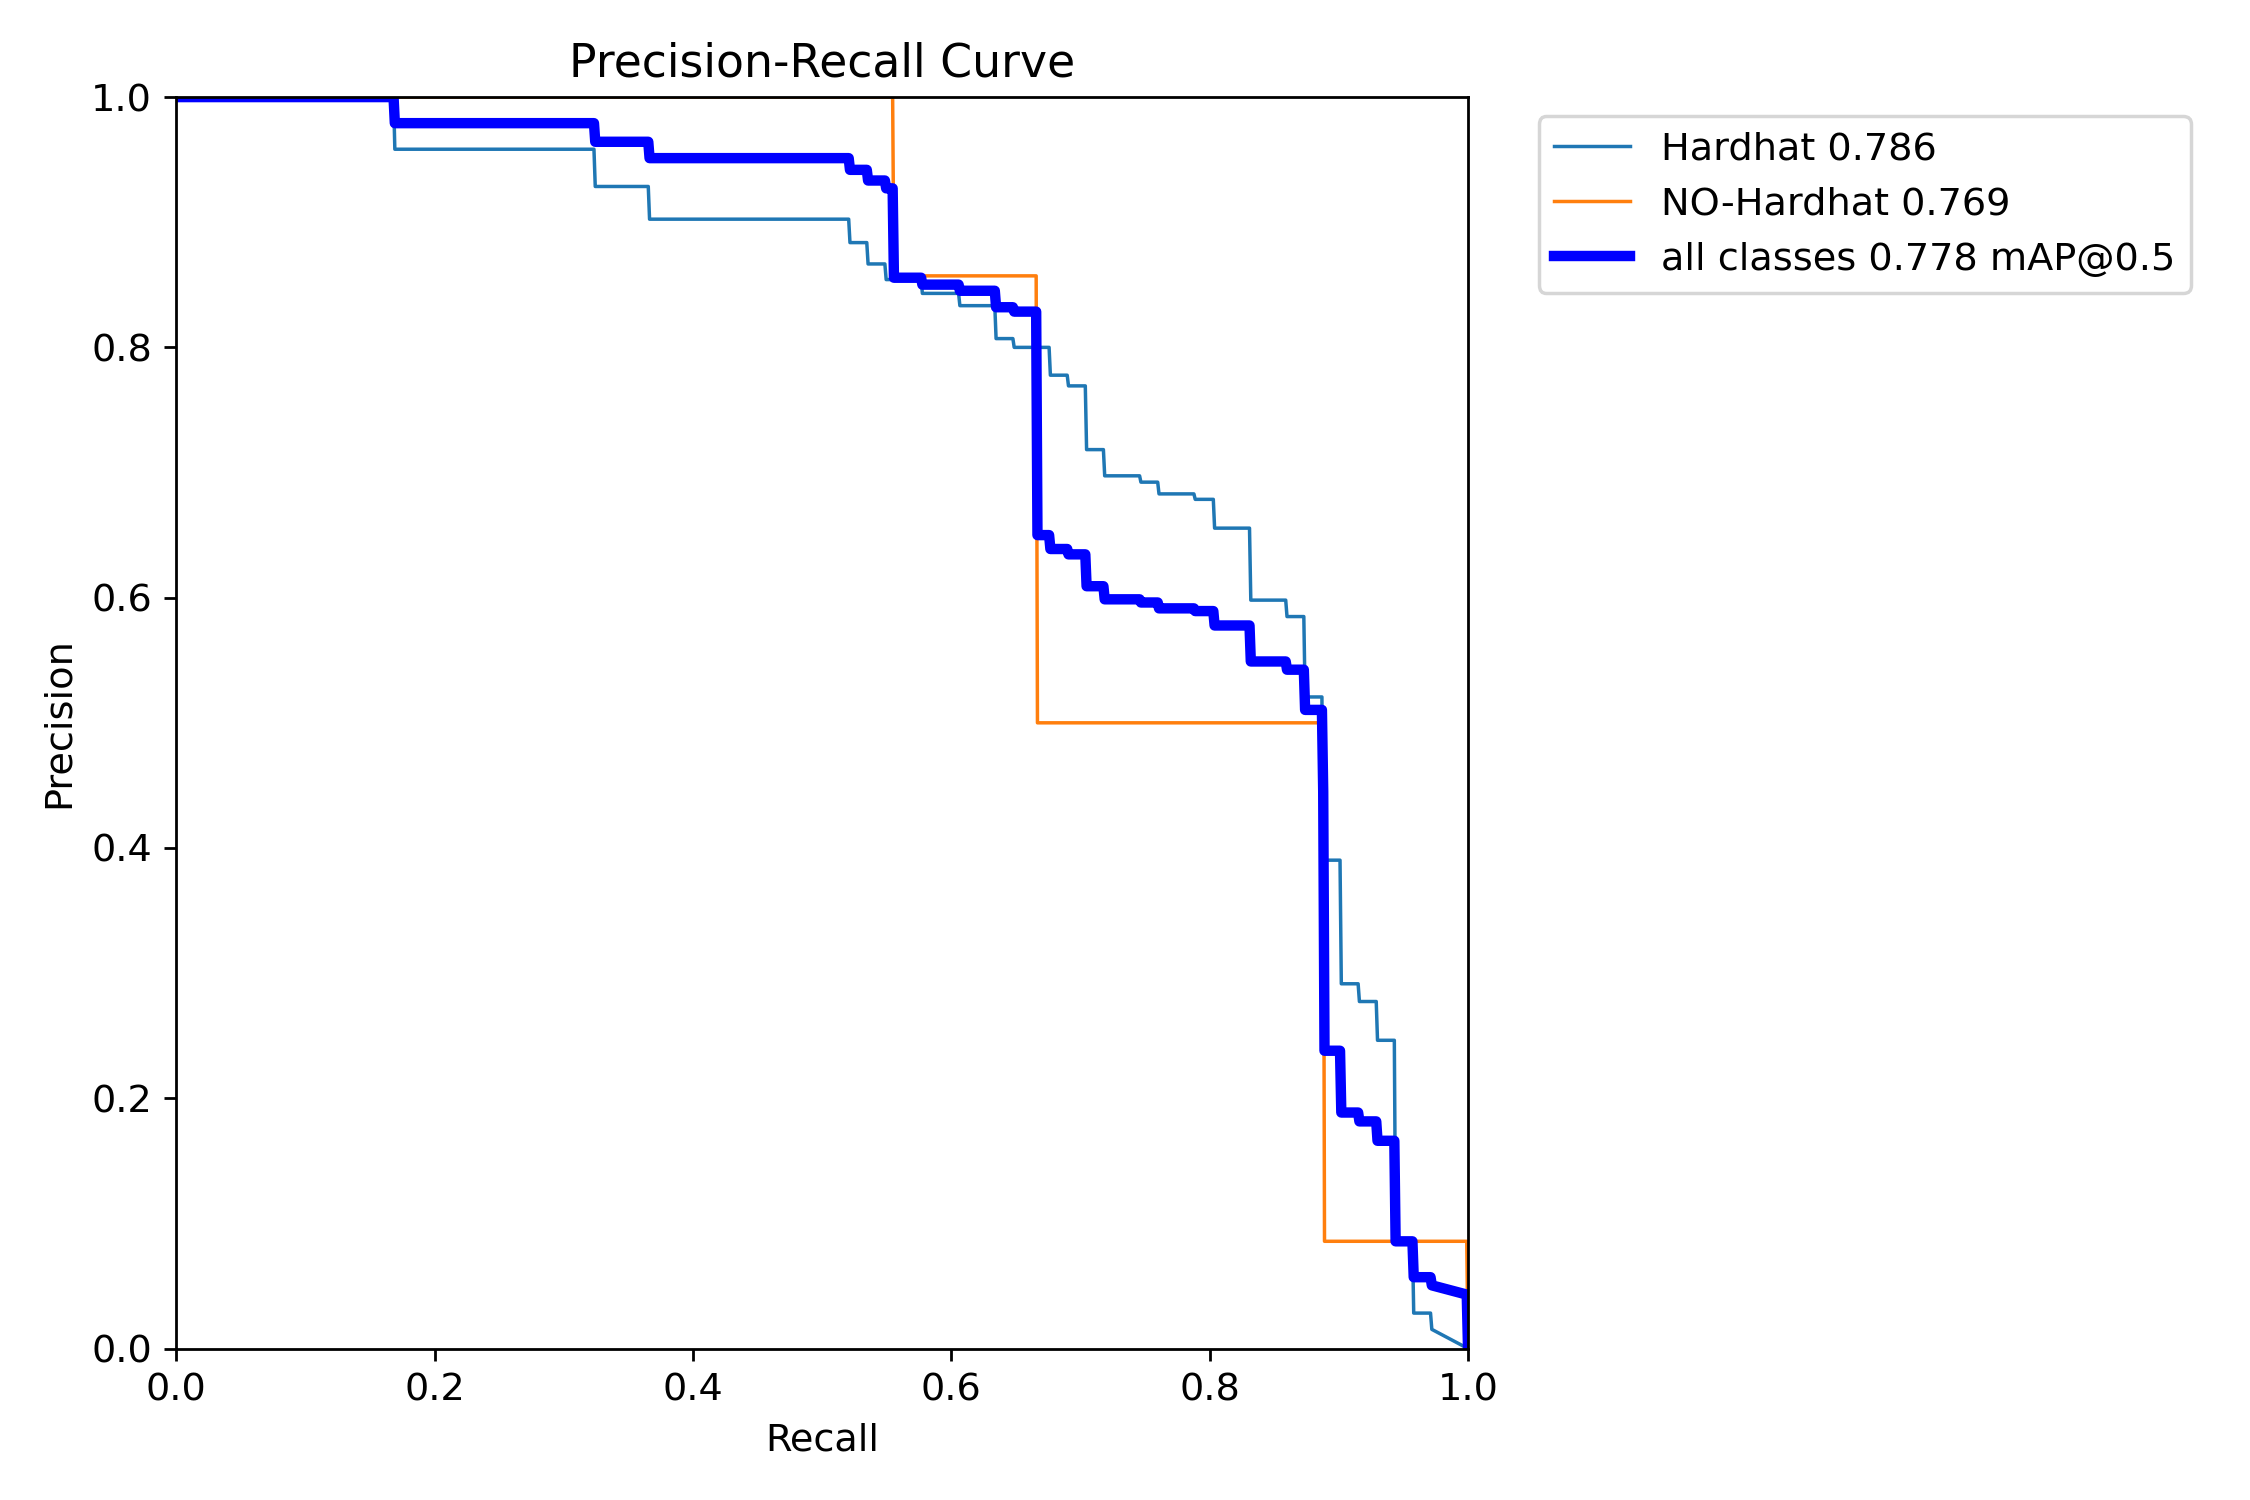 Precision-Recall Curve
1.0
0.8
0.6
0.4
0.2
0.0
Precision
0.0 0.2 0.4 0.6 0.8 1.0
Recall
Hardhat 0.786
NO-Hardhat 0.769
all classes 0.778 mAP@0.5